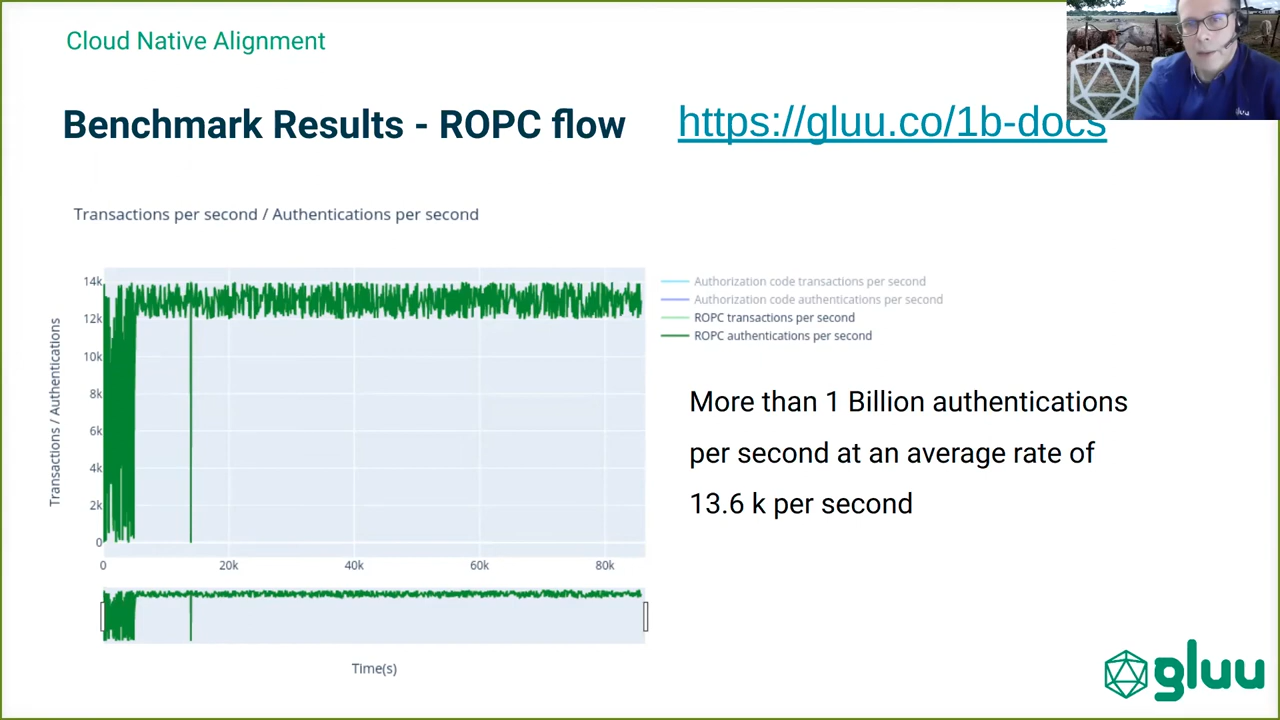 Cloud Native Alignment
Benchmark Results - ROPC flow
https://gluu.co/1b-docs
gluu
Transactions per second / Authentications per second
Transactions / Authentications
14k
12k
10k
8k
6k
4k
2k
0
0
20k
40k
60k
80k
Time(s)
Authorization code transactions per second
Authorization code authentications per second
ROPC transactions per second
ROPC authentications per second
More than 1 Billion authentications
per second at an average rate of
13.6 k per second
gluu